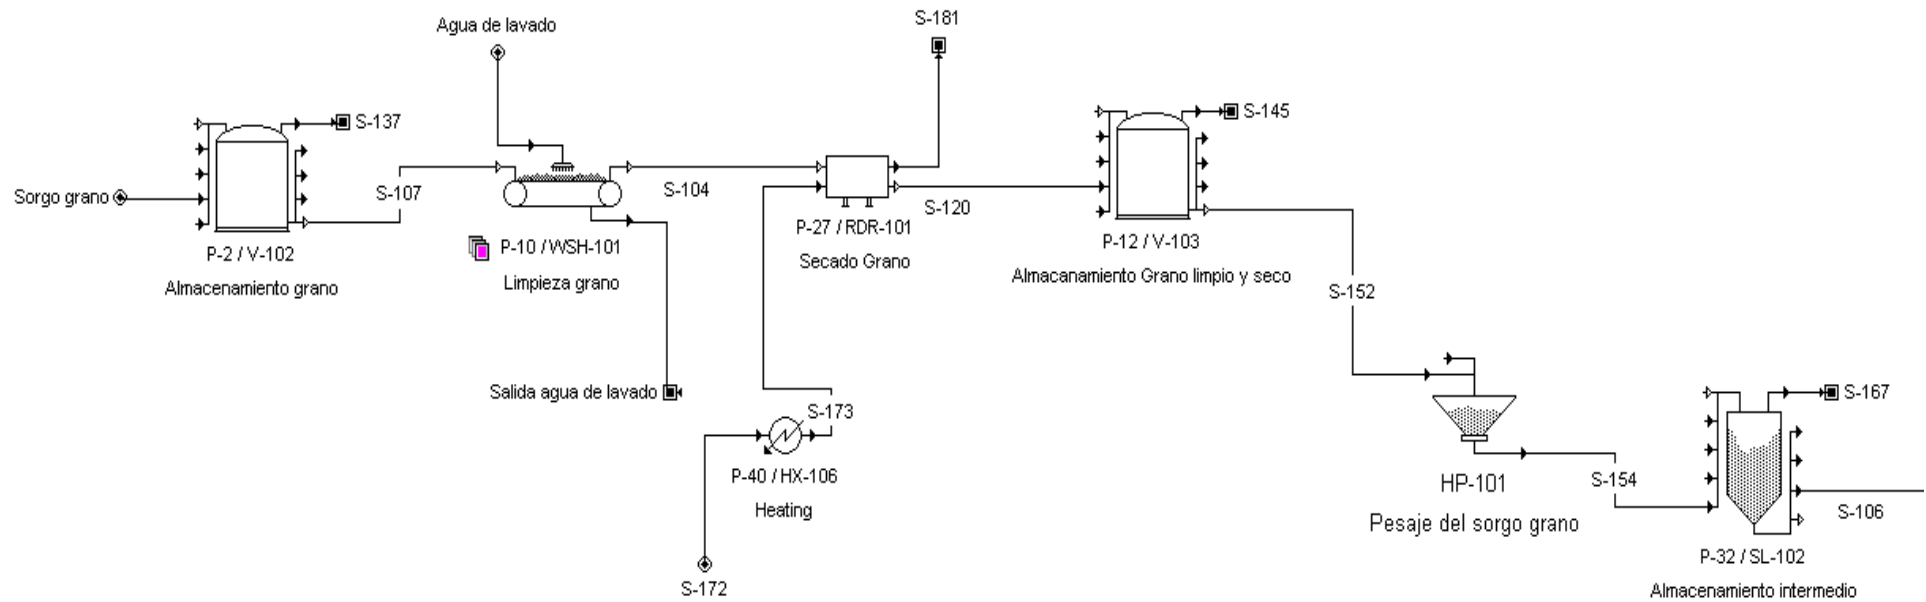 S-181
Agua de lavado
S-137
S-145
Sorgo grano
S-107
S-104
S-120
P-2 / V-102
Almacenamiento grano
P-10 / WSH-101
Limpieza grano
P-27 / RDR-101
Secado Grano
P-12 / V-103
Almacanamiento Grano limpio y seco
S-152
Salida agua de lavado
S-173
S-167
P-40 / HX-106
Heating
HP-101
Pesaje del sorgo grano
S-154
S-106
P-32 / SL-102
Almacenamiento intermedio
S-172